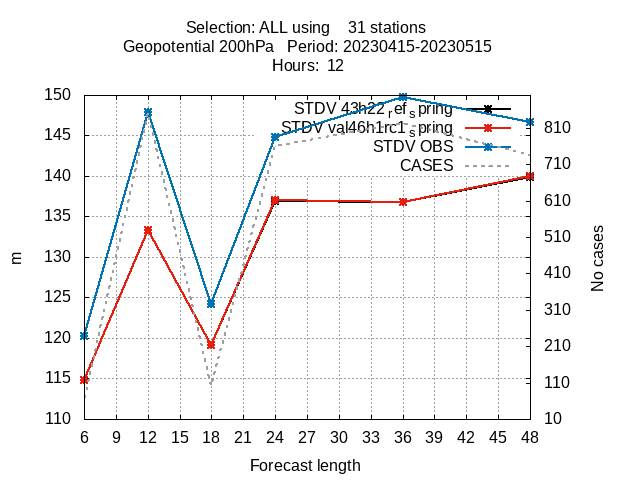 Selection: ALL using 31 stations
Geopotential 200hPa Period: 20230415-20230515
Hours: 12
STDV 43h22ref_spring
STDV val46h1rc1_spring
STDV OBS
CASES
150
145
140
135
130
125
120
115
110
810
710
610
510
410
310
210
110
10
m
No cases
6 9 12 15 18 21 24 27 30 33 36 39 42 45 48
Forecast length